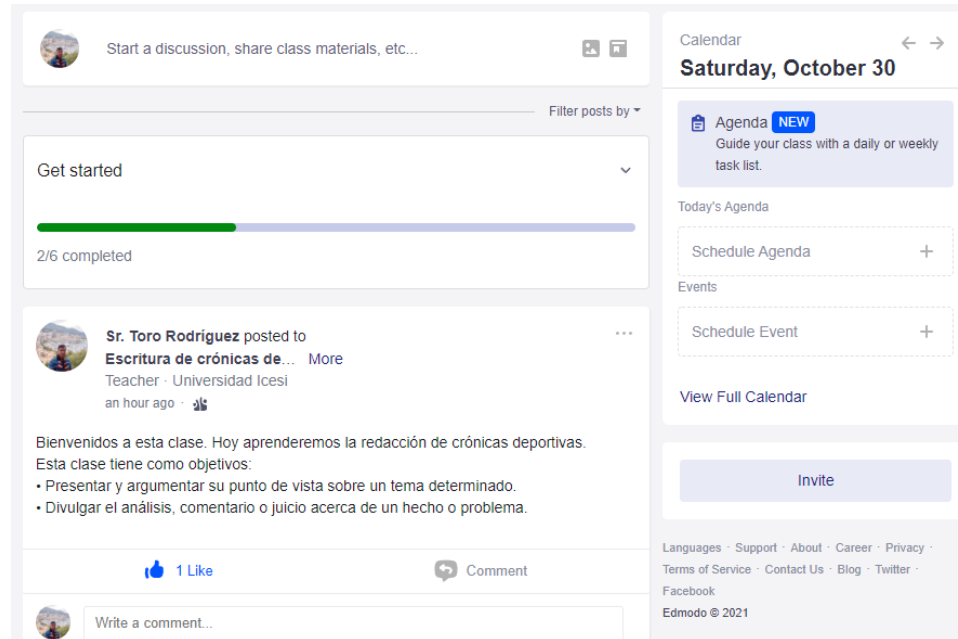 Start a discussion, share class materials, etc...
Filter posts by
Get started
2/6 completed
Sr. Toro Rodríguez posted to
Escritura de crónicas de... More
Teacher · Universidad Icesi
an hour ago ·
Bienvenidos a esta clase. Hoy aprenderemos la redacción de crónicas deportivas.
Esta clase tiene como objetivos:
• Presentar y argumentar su punto de vista sobre un tema determinado.
• Divulgar el análisis, comentario o juicio acerca de un hecho o problema.
1 Like
Comment
Write a comment...
Calendar
Saturday, October 30
Agenda NEW
Guide your class with a daily or weekly
task list.
Today's Agenda
Schedule Agenda
Events
Schedule Event
View Full Calendar
Invite
Languages · Support · About · Career · Privacy ·
Terms of Service · Contact Us · Blog · Twitter ·
Facebook
Edmodo © 2021